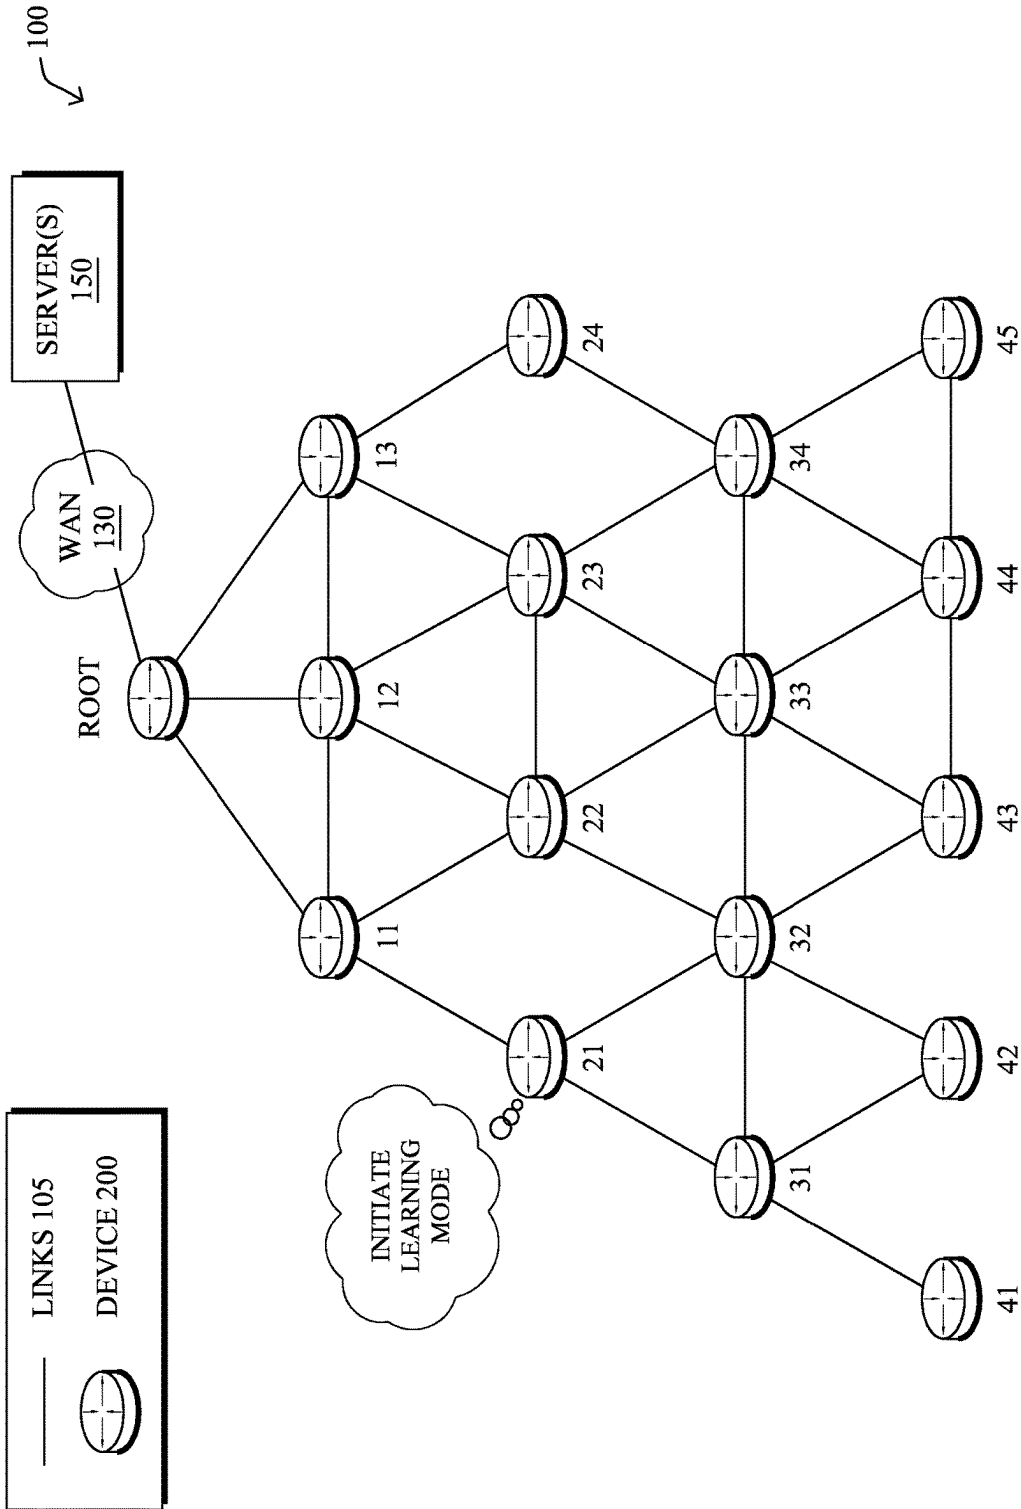 100
SERVER(S)
150
WAN
130
ROOT
11
12
13
21
22
23
24
31
32
33
34
41
42
43
44
45
INITIATE
LEARNING
MODE
LINKS 105
DEVICE 200